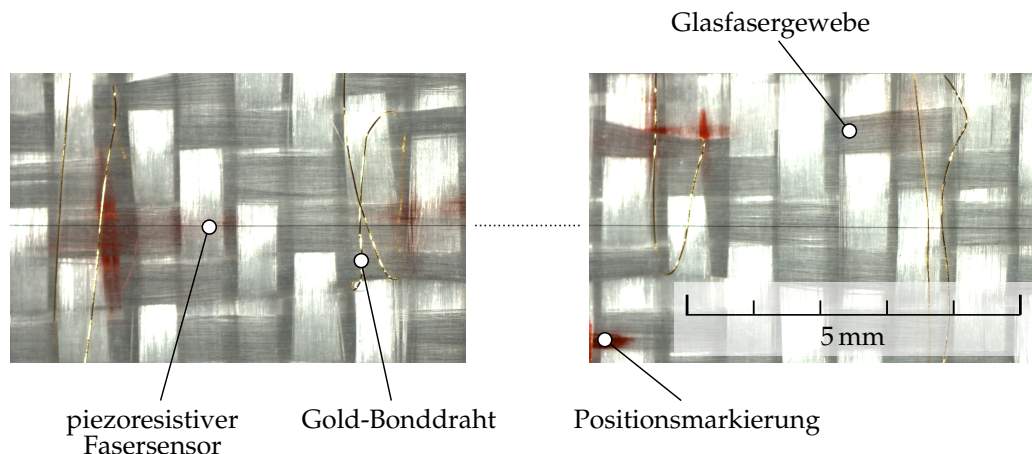 Glasfasergewebe
5 mm
piezoresistiver
Fasersensor
Gold-Bonddraht
Positionsmarkierung